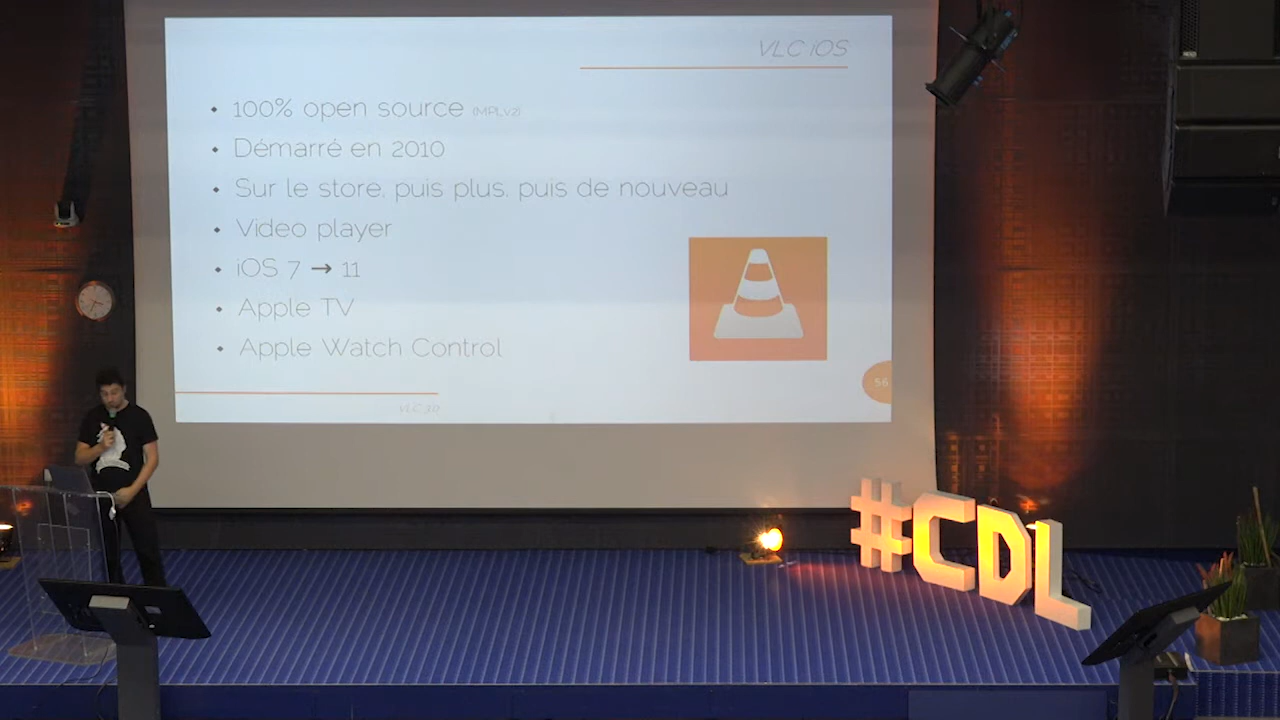 VLC iOS
100% open source (MPLv2)
Démarré en 2010
Sur le store, puis plus, puis de nouveau
Video player
iOS 7 → 11
Apple TV
Apple Watch Control
56
VLC 3.0
#CDL